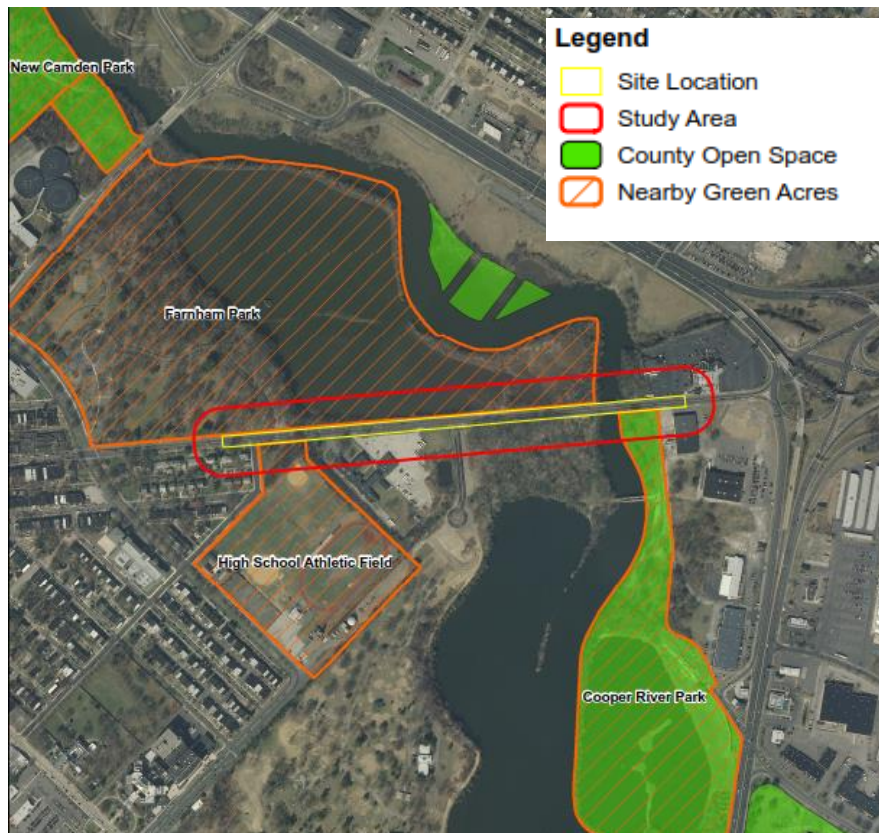 Legend
Site Location
Study Area
County Open Space
Nearby Green Acres
New Camden Park
Farnham Park
High School Athletic Field
Cooper River Park